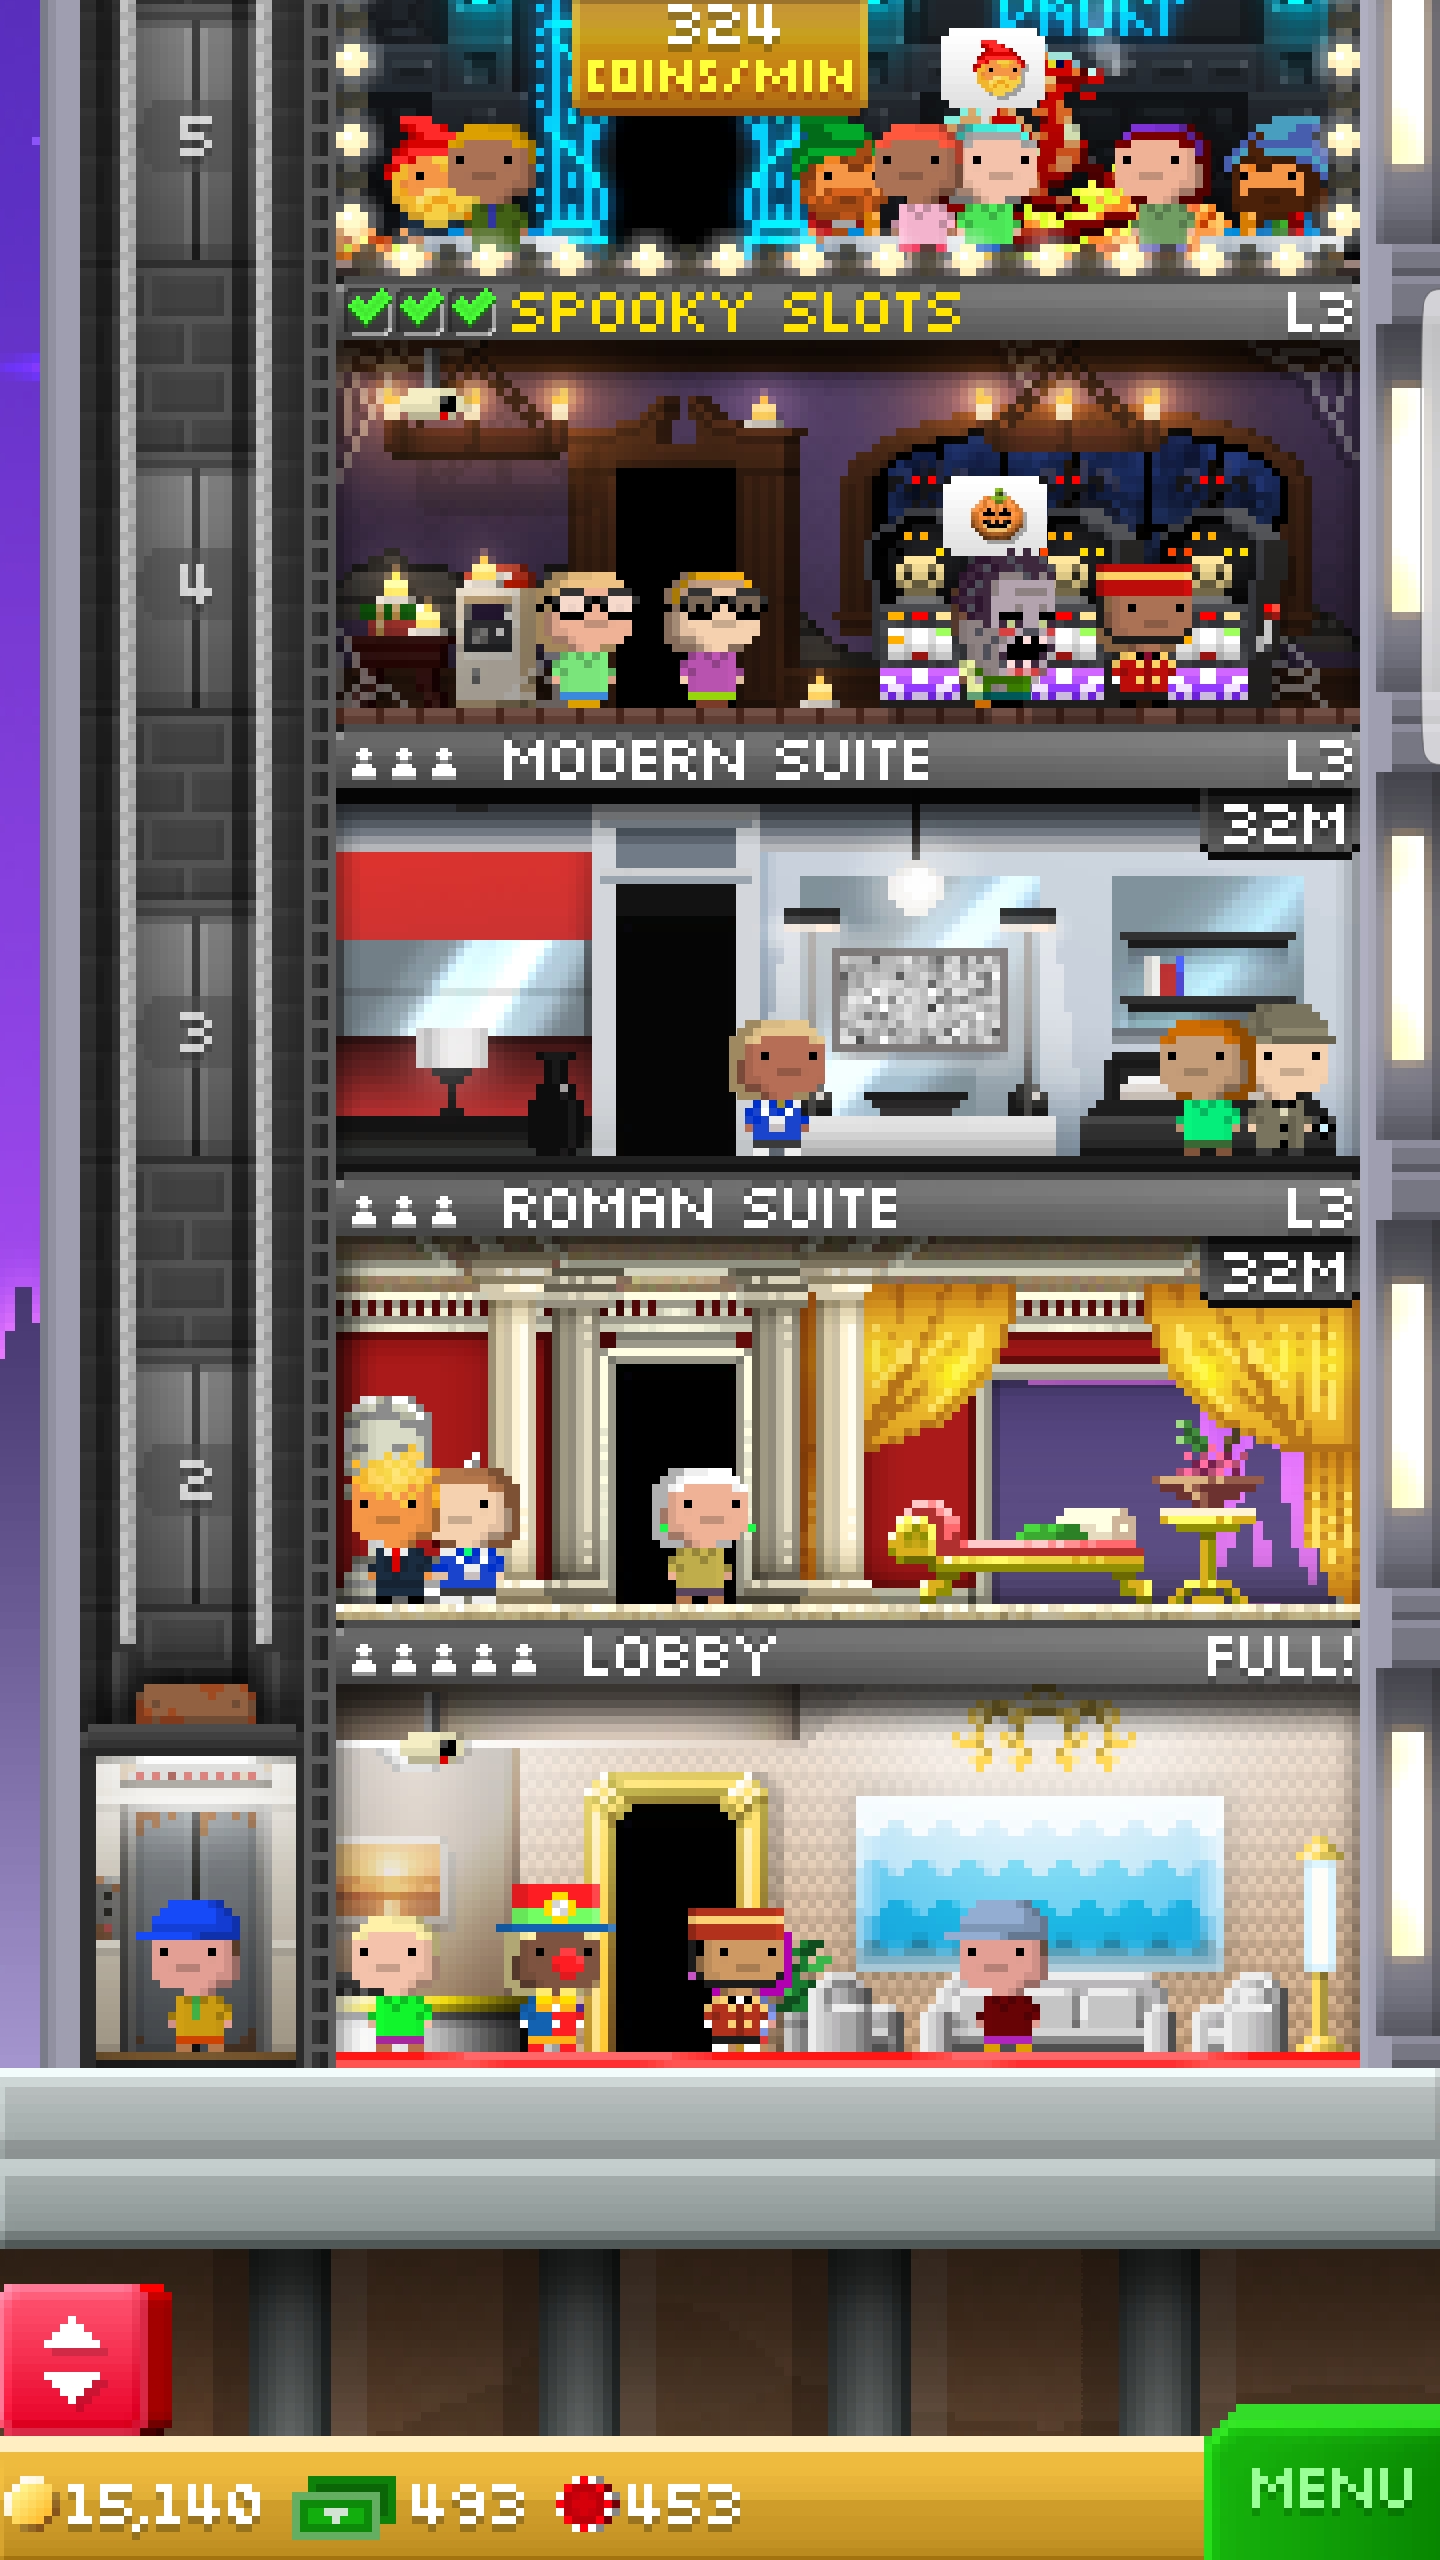 324
COINS/MIN
5
SPOOKY SLOTS L3
4
MODERN SUITE L3
32M
3
ROMAN SUITE L3
32M
2
LOBBY FULL!
15,140 493 453
MENU